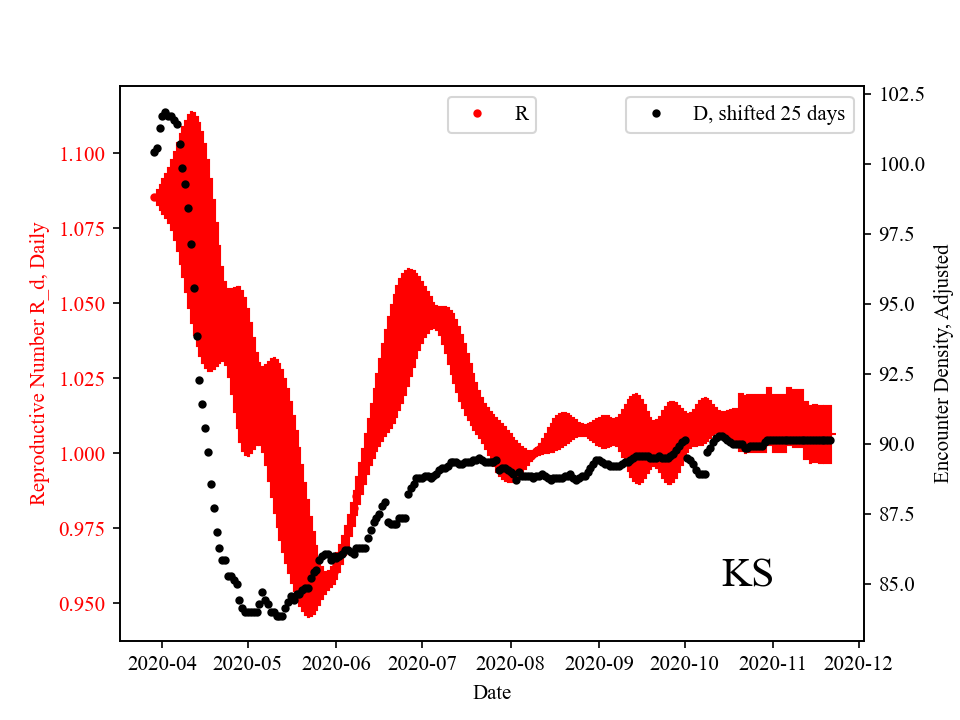 R
D, shifted 25 days
Reproductive Number R_d, Daily
1.100
1.075
1.050
1.025
1.000
0.975
0.950
102.5
100.0
97.5
95.0
92.5
90.0
87.5
85.0
Encounter Density, Adjusted
KS
2020-04 2020-05 2020-06 2020-07 2020-08 2020-09 2020-10 2020-11 2020-12
Date